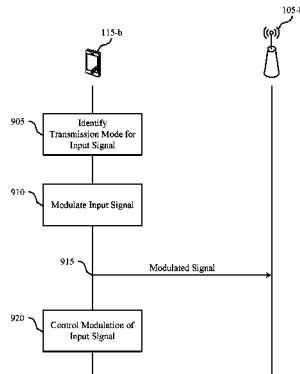 115-b
105-b
905
Identify
Transmission Mode for
Input Signal
910
Modulate Input Signal
915
Modulated Signal
920
Control Modulation of
Input Signal